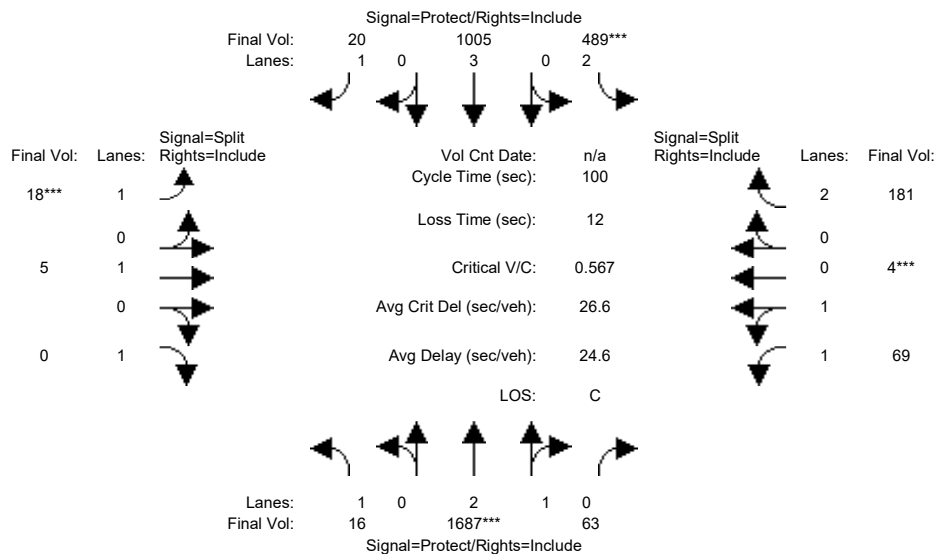 Signal=Protect/Rights=Include
Final Vol: 20 1005 489***
Lanes: 1 0 3 0 2
Signal=Split
Final Vol: Lanes: Rights=Include
Vol Cnt Date: n/a
Signal=Split
Rights=Include Lanes: Final Vol:
Cycle Time (sec): 100
18*** 1
2 181
Loss Time (sec): 12
0
0
5 1
Critical V/C: 0.567
0 4***
0
Avg Crit Del (sec/veh): 26.6
1
0 1
Avg Delay (sec/veh): 24.6
1 69
LOS: C
Lanes: 1 0 2 1 0
Final Vol: 16 1687*** 63
Signal=Protect/Rights=Include